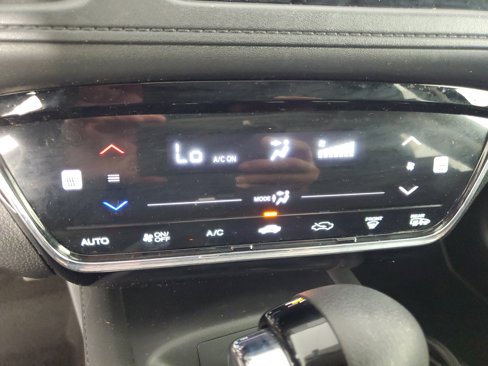 Lo A/C ON
MODE
AUTO ON/OFF A/C FRONT REAR